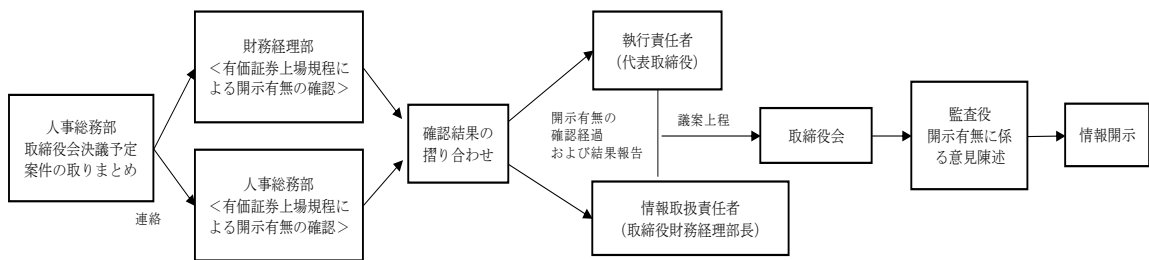 人事総務部
取締役会決議予定
案件の取りまとめ
連絡
財務経理部
＜有価証券上場規程に
よる開示有無の確認＞
人事総務部
＜有価証券上場規程に
よる開示有無の確認＞
確認結果の
摺り合わせ
執行責任者
（代表取締役）
開示有無の
確認経過
および結果報告
情報取扱責任者
（取締役財務経理部長）
議案上程
取締役会
監査役
開示有無に係
る意見陳述
情報開示